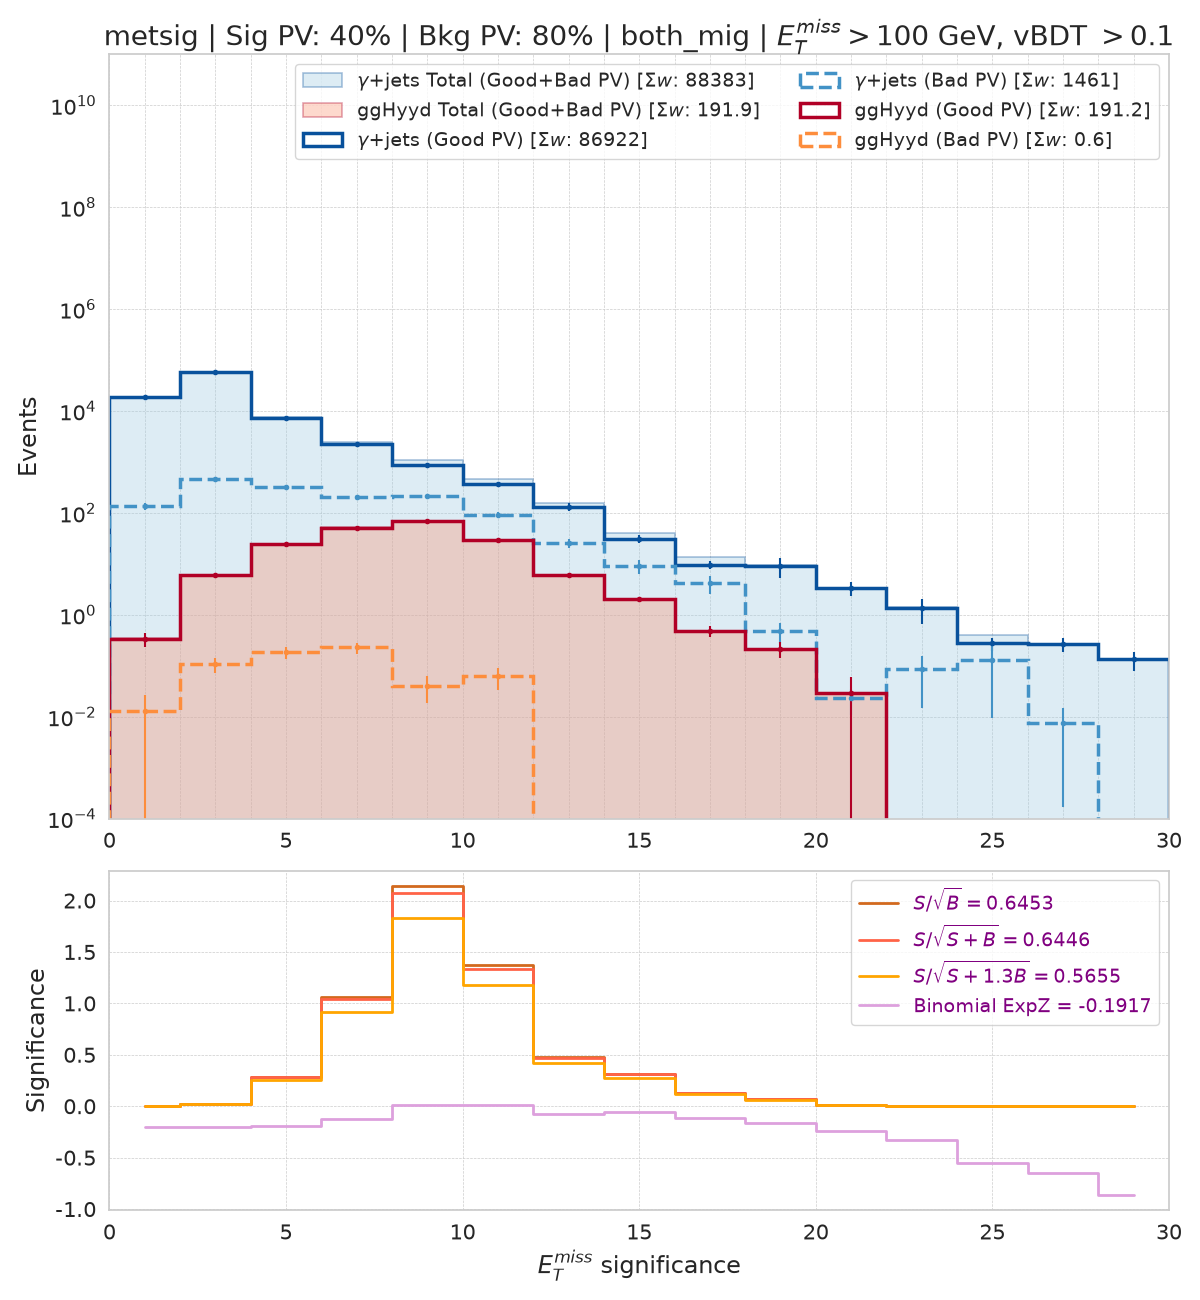 metsig | Sig PV: 40% | Bkg PV: 80% | both_mig | $E_T^{miss} > 100$ GeV, vBDT $> 0.1$
γ+jets Total (Good+Bad PV) [Σw: 88383]
ggHyyd Total (Good+Bad PV) [Σw: 191.9]
γ+jets (Good PV) [Σw: 86922]
γ+jets (Bad PV) [Σw: 1461]
ggHyyd (Good PV) [Σw: 191.2]
ggHyyd (Bad PV) [Σw: 0.6]
Events
$10^{10}$
$10^{8}$
$10^{6}$
$10^{4}$
$10^{2}$
$10^{0}$
$10^{-2}$
$10^{-4}$
0 5 10 15 20 25 30
Significance
2.0
1.5
1.0
0.5
0.0
-0.5
-1.0
$S/\sqrt{B} = 0.6453$
$S/\sqrt{S + B} = 0.6446$
$S/\sqrt{S + 1.3B} = 0.5655$
Binomial ExpZ = -0.1917
0 5 10 15 20 25 30
$E_T^{miss}$ significance